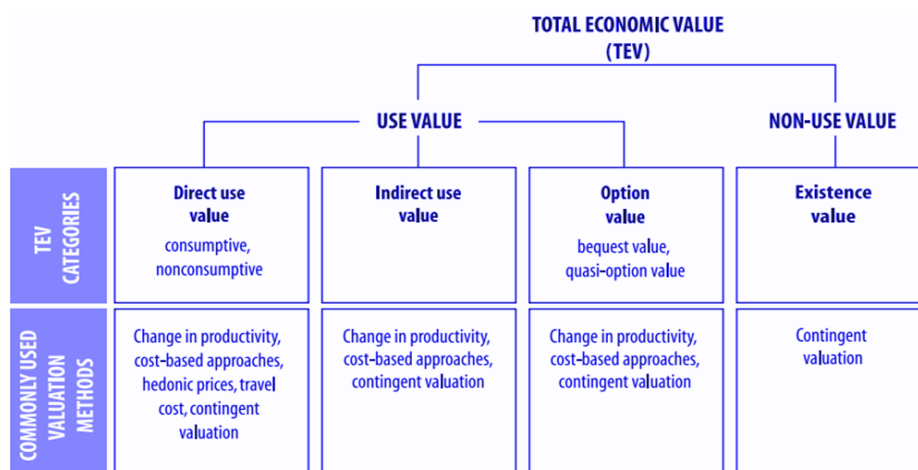 TOTAL ECONOMIC VALUE
(TEV)
USE VALUE
NON-USE VALUE
TEV
CATEGORIES
Direct use
value
consumptive,
nonconsumptive
Indirect use
value
Option
value
bequest value,
quasi-option value
Existence
value
COMMONLY USED
VALUATION
METHODS
Change in productivity,
cost-based approaches,
hedonic prices, travel
cost, contingent
valuation
Change in productivity,
cost-based approaches,
contingent valuation
Change in productivity,
cost-based approaches,
contingent valuation
Contingent
valuation